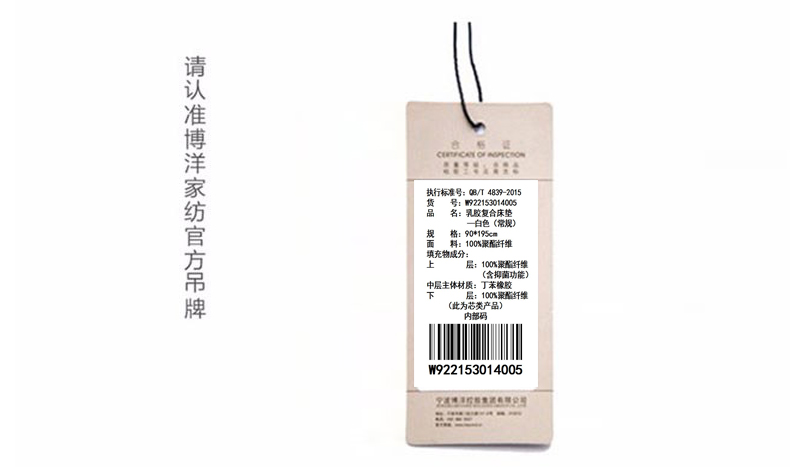 请认准博洋家纺官方吊牌
合格证
CERTIFICATE OF INSPECTION
执行标准号：QB/T 4839-2015
货 号：W922153014005
品 名：乳胶复合床垫
—白色（常规）
规 格：90*195cm
面 料：100%聚酯纤维
填充物成分：
上 层：100%聚酯纤维
（含抑菌功能）
中层主体材质：丁苯橡胶
下 层：100%聚酯纤维
（此为芯类产品）
内部码
W922153014005
宁波博洋控股集团有限公司